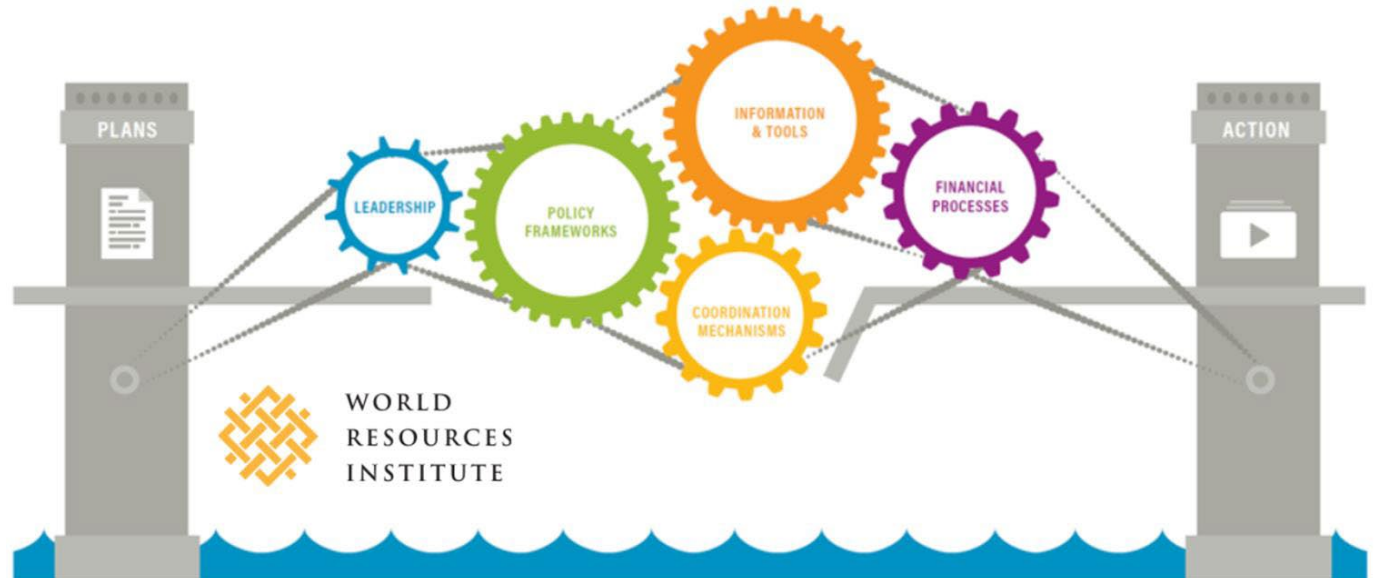 PLANS
LEADERSHIP
POLICY
FRAMEWORKS
INFORMATION
& TOOLS
COORDINATION
MECHANISMS
FINANCIAL
PROCESSES
ACTION
WORLD
RESOURCES
INSTITUTE